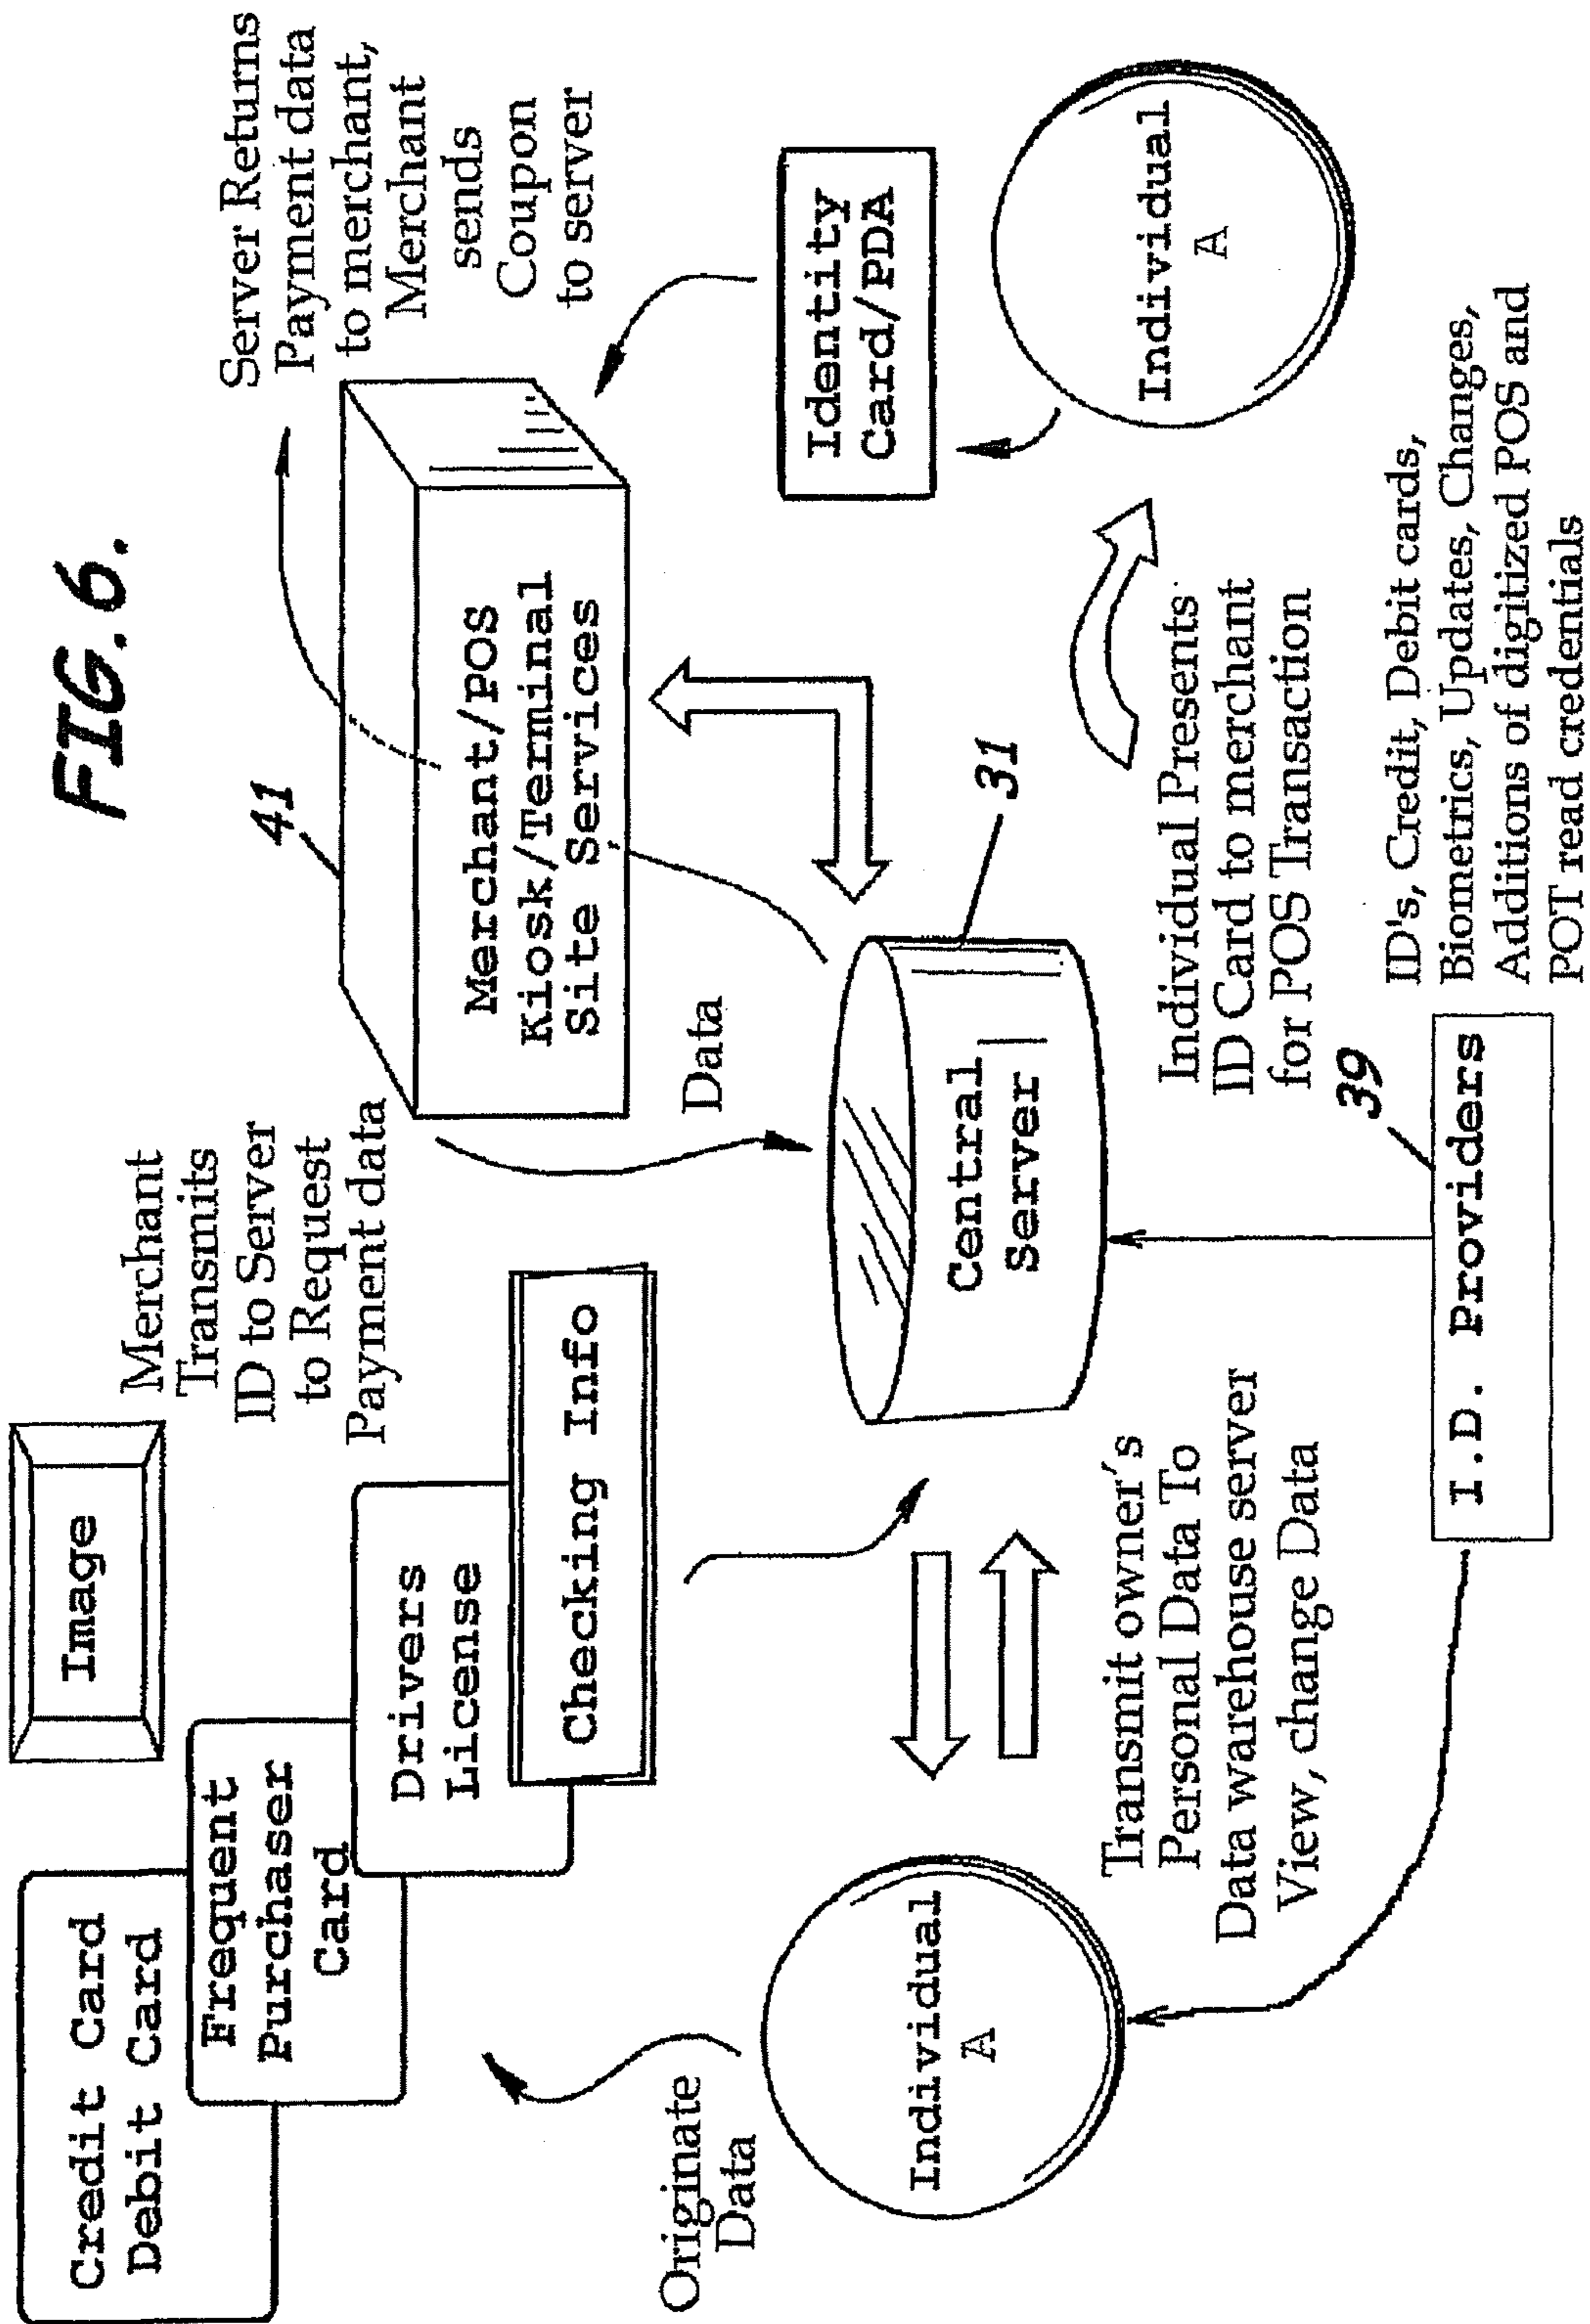 FIG. 6.
Credit Card
Debit Card
Frequent
Purchaser
Card
Image
Drivers
License
Checking Info
Merchant
Transmits
ID to Server
to Request
Payment data
41
Merchant/POS
Kiosk/Terminal
Site Services
Server Returns
Payment data
to merchant,
Merchant
sends
Coupon
to server
Originate
Data
Individual
A
Data
Central
Server
31
Identity
Card/PDA
Individual
A
Transmit owner's
Personal Data To
Data warehouse server
View, change Data
Individual Presents
ID Card to merchant
for POS Transaction
39
I.D. Providers
ID's, Credit, Debit cards,
Biometrics, Updates, Changes,
Additions of digitized POS and
POT read credentials